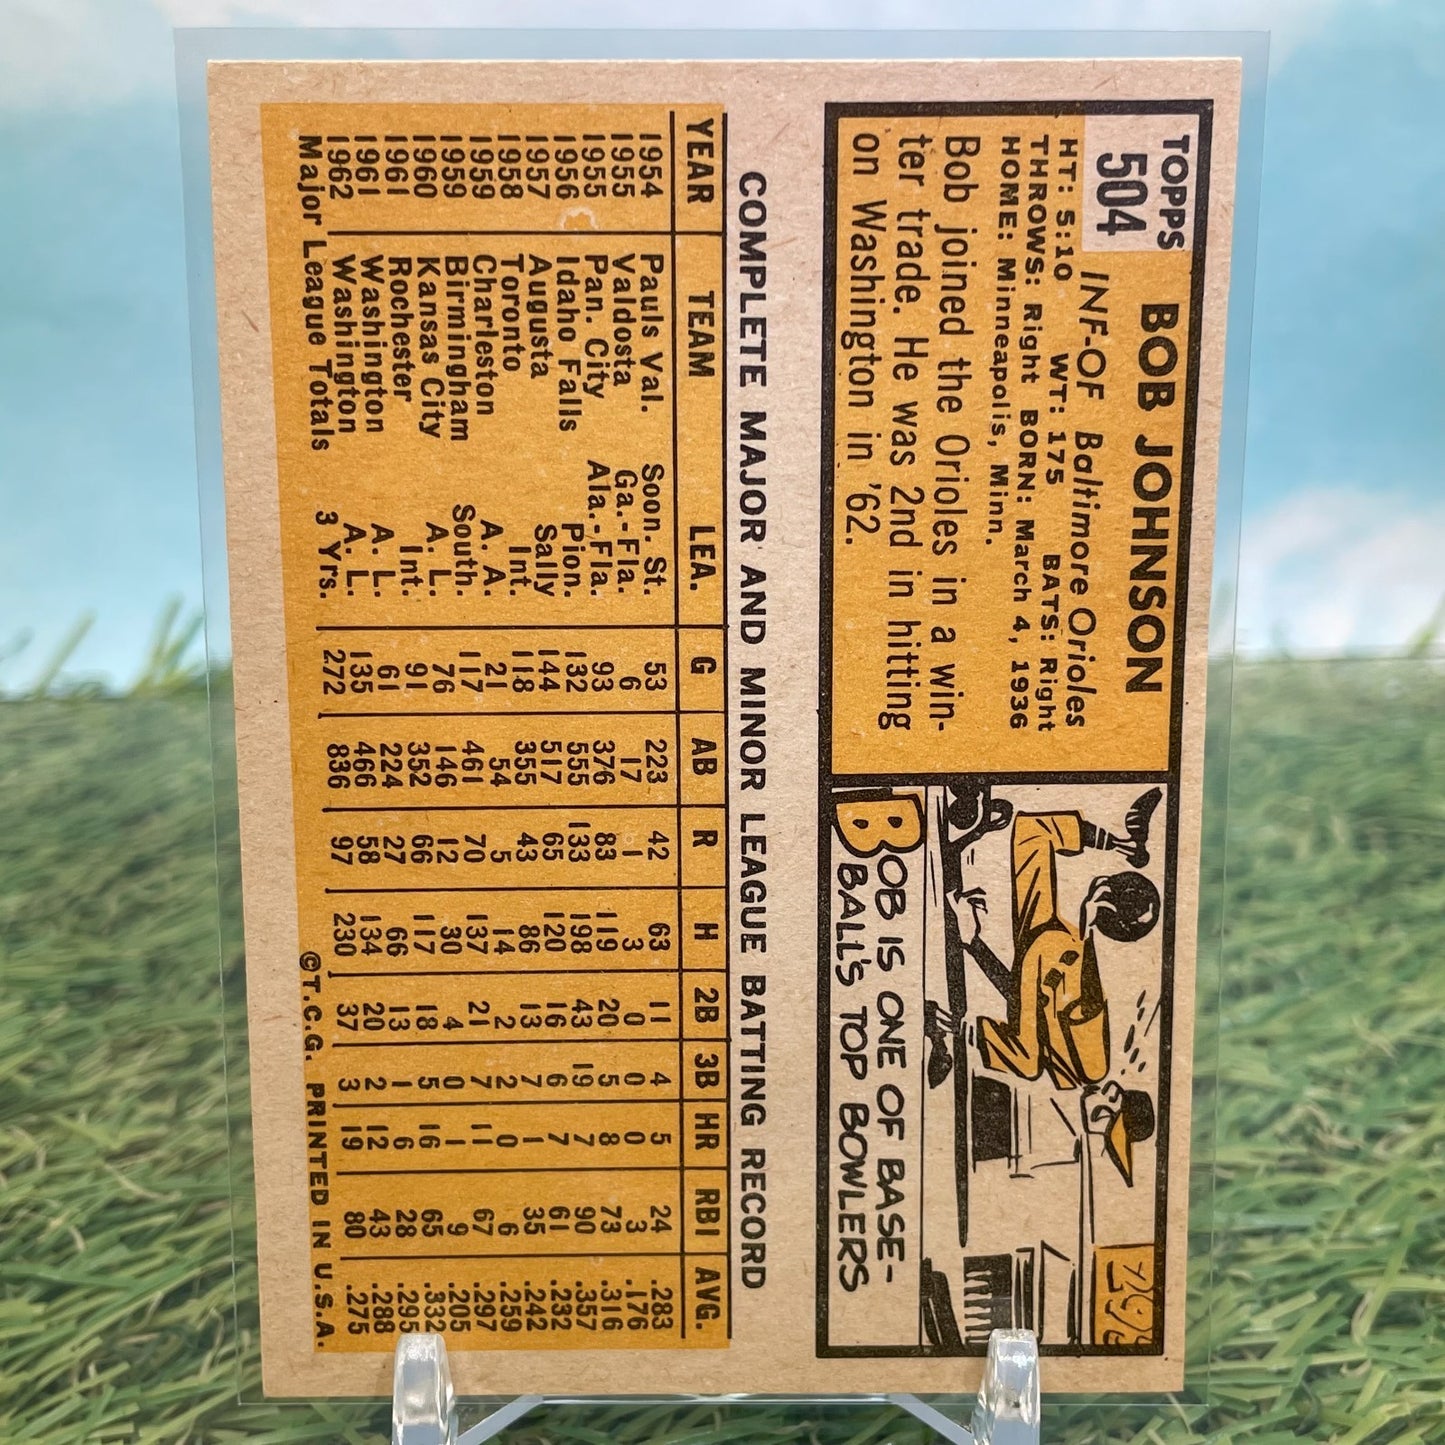 TOPPS
504
BOB JOHNSON
INF-OF Baltimore Orioles
HT: 5:10 WT: 175 BATS: Right
THROWS: Right BORN: March 4, 1936
HOME: Minneapolis, Minn.
Bob joined the Orioles in a win-
ter trade. He was 2nd in hitting
on Washington in '62.
BOB IS ONE OF BASE-
BALL'S TOP BOWLERS
COMPLETE MAJOR AND MINOR LEAGUE BATTING RECORD
YEAR TEAM LEA. G AB R H 2B 3B HR RBI AVG.
1954 Pauls Val. Soon. St. 53 223 42 63 11 4 5 24 .283
1955 Valdosta Ga.-Fla. 6 17 1 3 0 0 0 3 .176
1955 Pan. City Ala.-Fla. 93 376 83 119 20 5 8 73 .316
1956 Idaho Falls Pion. 132 555 133 198 43 19 7 90 .357
1957 Augusta Sally 144 517 65 120 16 6 7 61 .232
1958 Toronto Int. 118 355 43 86 13 7 1 35 .242
1959 Charleston A. A. 21 54 5 14 2 2 0 6 .259
1959 Birmingham South. 117 461 70 137 21 7 11 67 .297
1960 Kansas City A. L. 76 146 12 30 4 0 1 9 .205
1961 Rochester Int. 91 352 66 117 18 5 16 65 .332
1961 Washington A. L. 61 224 27 66 13 1 6 28 .295
1962 Washington A. L. 135 466 58 134 20 2 12 43 .288
Major League Totals 3 Yrs. 272 836 97 230 37 3 19 80 .275
©T.C.G. PRINTED IN U.S.A.